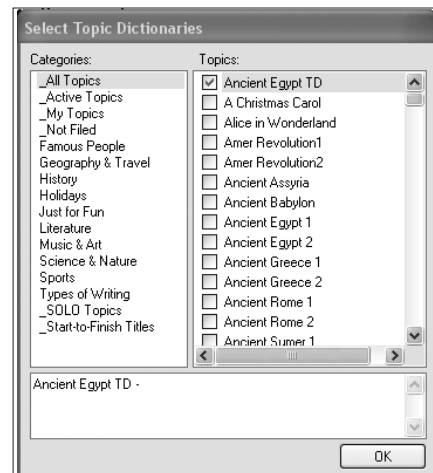 Select Topic Dictionaries
Categories:
_All Topics
_Active Topics
_My Topics
_Not Filed
Famous People
Geography & Travel
History
Holidays
Just for Fun
Literature
Music & Art
Science & Nature
Sports
Types of Writing
_SOLO Topics
_Start-to-Finish Titles
Topics:
Ancient Egypt TD
A Christmas Carol
Alice in Wonderland
Amer Revolution1
Amer Revolution2
Ancient Assyria
Ancient Babylon
Ancient Egypt 1
Ancient Egypt 2
Ancient Greece 1
Ancient Greece 2
Ancient Rome 1
Ancient Rome 2
Ancient Sumer 1
Ancient Egypt TD -
OK